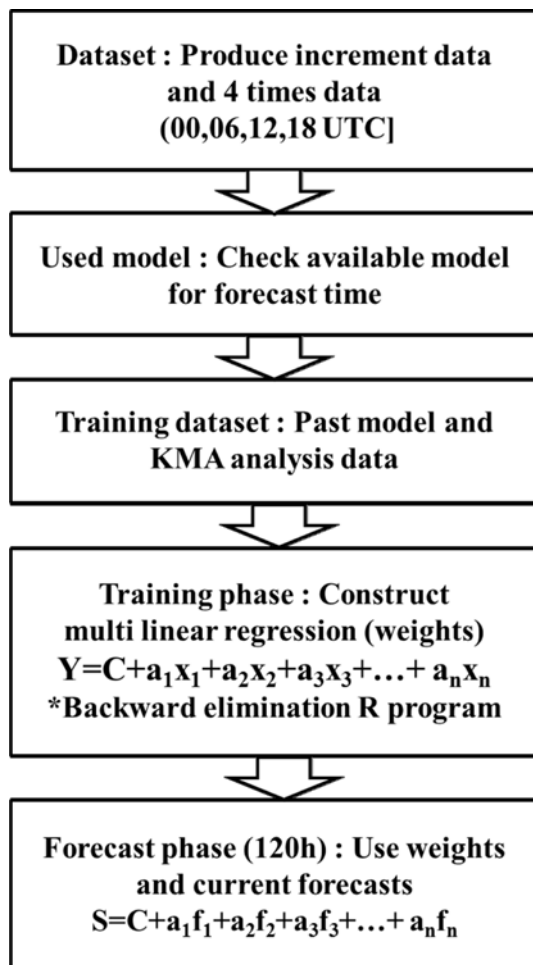 Dataset : Produce increment data
and 4 times data
(00,06,12,18 UTC]
Used model : Check available model
for forecast time
Training dataset : Past model and
KMA analysis data
Training phase : Construct
multi linear regression (weights)
Y=C+a₁x₁+a₂x₂+a₃x₃+…+ aₙxₙ
*Backward elimination R program
Forecast phase (120h) : Use weights
and current forecasts
S=C+a₁f₁+a₂f₂+a₃f₃+…+ aₙfₙ